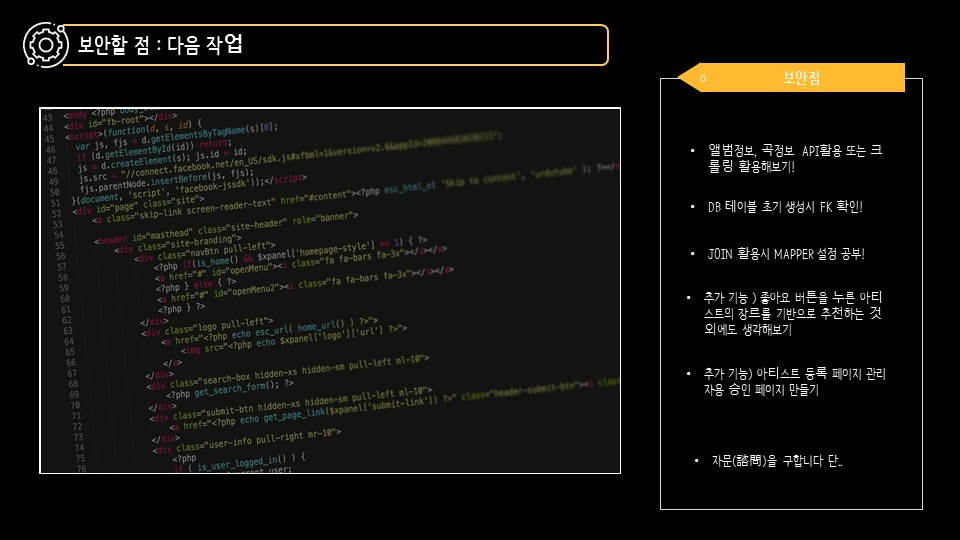 보안할 점 : 다음 작업
보안점
• 앨범정보, 곡정보 API활용 또는 크
롤링 활용해보기!
• DB 테이블 초기 생성시 FK 확인!
• JOIN 활용시 MAPPER 설정 공부!
• 추가 기능 ) 좋아요 버튼을 누른 아티
스트의 장르를 기반으로 추천하는 것
외에도 생각해보기
• 추가 기능) 아티스트 등록 페이지 관리
자용 승인 페이지 만들기
• 자문(諮問)을 구합니다 단..
43 <body <?php
44 <div id="fb-root"></div>
45 <script>(function(d, s, id) {
46 var js, fjs = d.getElementsByTagName(s)[0];
47 if (d.getElementById(id)) return;
48 js = d.createElement(s); js.id = id;
49 js.src = "//connect.facebook.net/en_US/sdk.js#xfbml=1&version=v2.6&appId=
50 fjs.parentNode.insertBefore(js, fjs);
51 }(document, 'script', 'facebook-jssdk'));</script>
52 <div id="page" class="site">
53 <a class="skip-link screen-reader-text" href="#content"><?php esc_html_e( 'Skip to content', 'urdutube' ); ?></a>
54
55 <header id="masthead" class="site-header" role="banner">
56 <div class="site-branding">
57 <div class="navBtn pull-left">
58 <?php if(is_home() && $xpanel['homepage-style'] == 1) { ?>
59 <a href="#" id="openMenu"><i class="fa fa-bars fa-3x"></i></a>
60 <?php } else { ?>
61 <a href="#" id="openMenu2"><i class="fa fa-bars fa-3x"></i></a>
62 <?php } ?>
63 </div>
64 <div class="logo pull-left">
65 <a href="<?php echo esc_url( home_url() ) ?>">
66 <img src="<?php echo $xpanel['logo']['url'] ?>">
67 </a>
68 </div>
69 <div class="search-box hidden-xs hidden-sm pull-left ml-10">
70 <?php get_search_form(); ?>
71 </div>
72 <div class="submit-btn hidden-xs hidden-sm pull-left ml-10">
73 <a href="<?php echo get_page_link($xpanel['submit-link']) ?>" class="header-submit-btn"><i class
74 </div>
75 <div class="user-info pull-right mr-10">
76 <?php
if ( is_user_logged_in() ) {